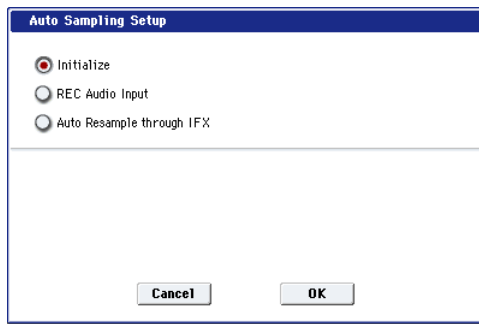 Auto Sampling Setup
Initialize
REC Audio Input
Auto Resample through IFX
Cancel OK